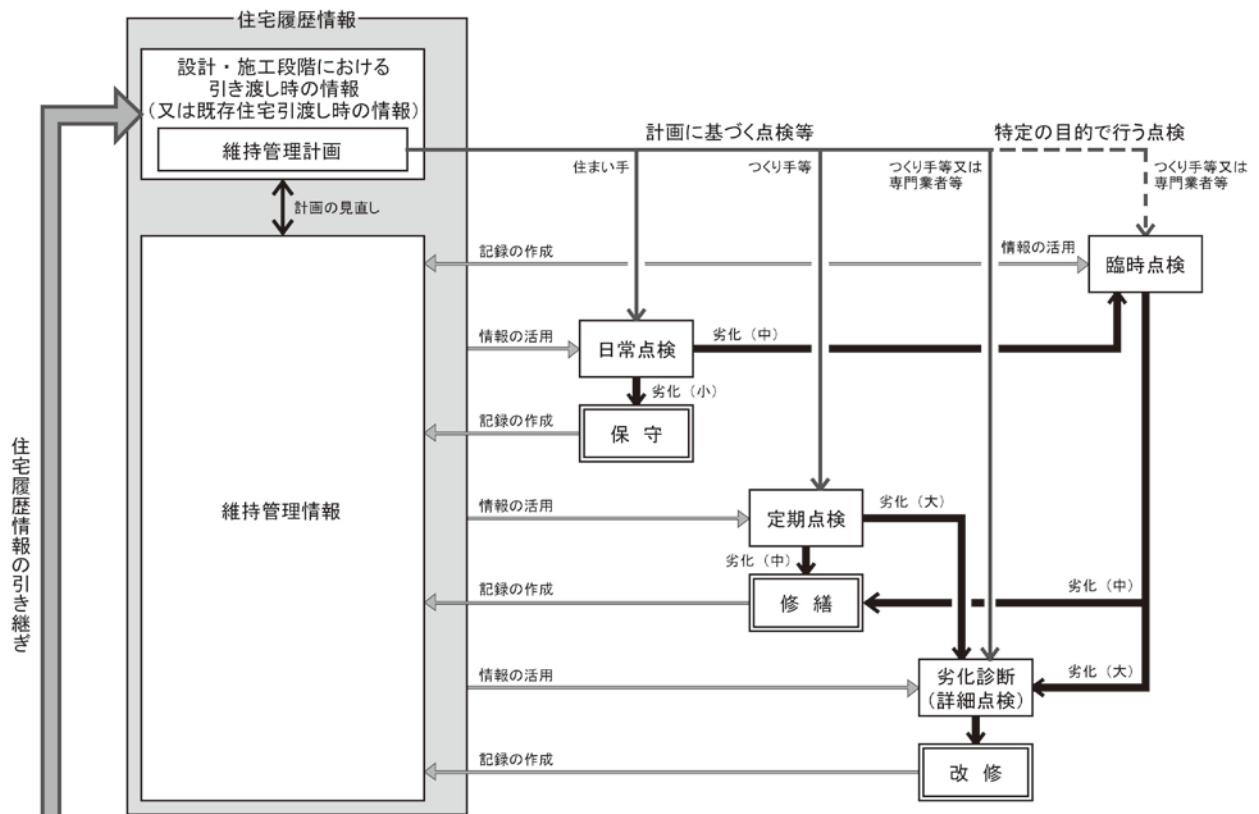 住宅履歴情報
設計・施工段階における
引き渡し時の情報
(又は既存住宅引渡し時の情報)
維持管理計画
計画の見直し
維持管理情報
住宅履歴情報の引き継ぎ
計画に基づく点検等
特定の目的で行う点検
住まい手
つくり手等
つくり手等又は
専門業者等
つくり手等又は
専門業者等
記録の作成
情報の活用
臨時点検
情報の活用
日常点検
劣化(中)
劣化(小)
記録の作成
保 守
情報の活用
定期点検
劣化(大)
劣化(中)
記録の作成
修 繕
劣化(中)
情報の活用
劣化診断
(詳細点検)
劣化(大)
記録の作成
改 修